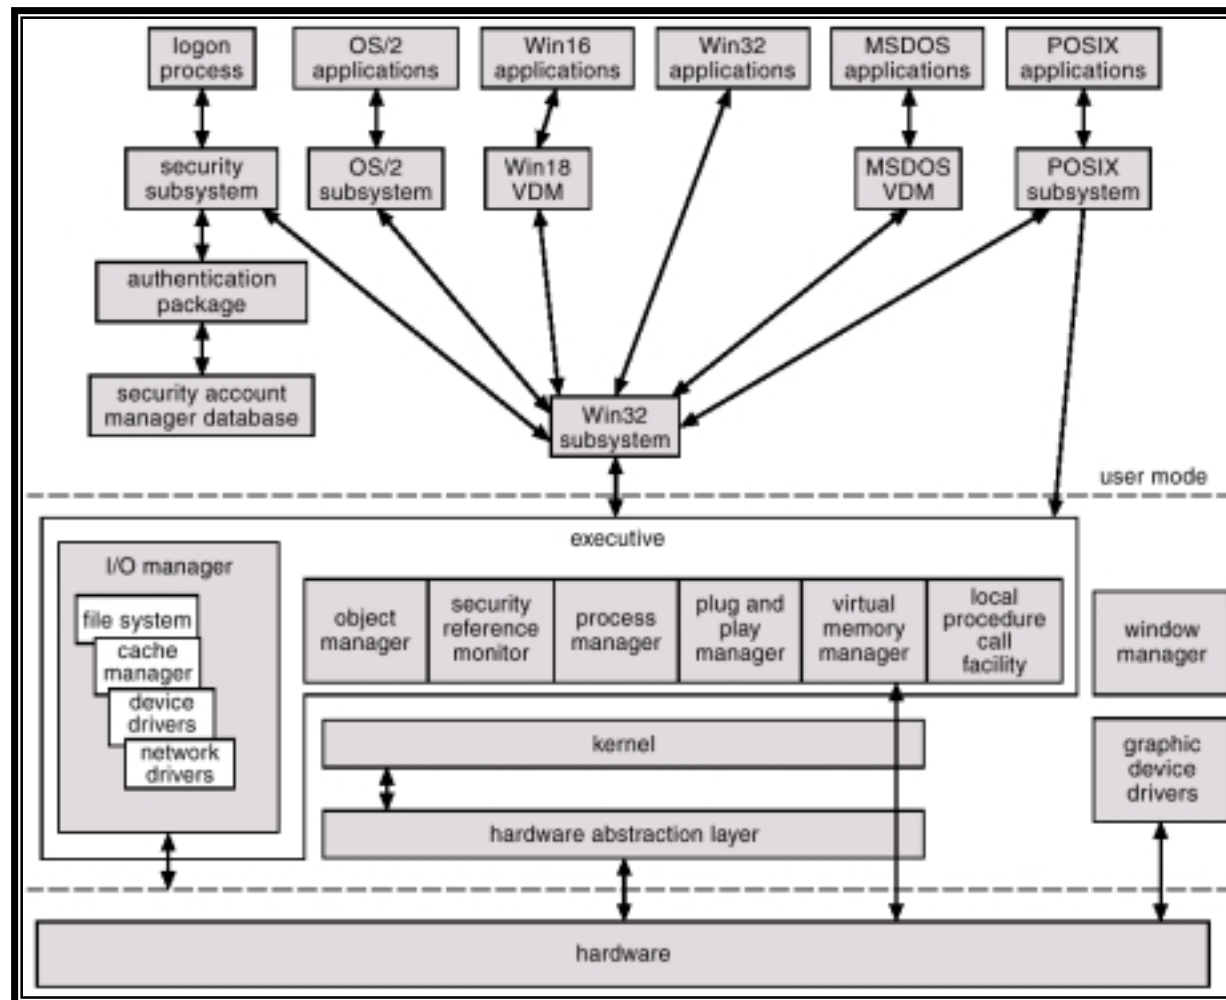 logon
process
OS/2
applications
Win16
applications
Win32
applications
MSDOS
applications
POSIX
applications
security
subsystem
OS/2
subsystem
Win18
VDM
MSDOS
VDM
POSIX
subsystem
authentication
package
security account
manager database
Win32
subsystem
user mode
executive
I/O manager
file system
cache
manager
device
drivers
network
drivers
object
manager
security
reference
monitor
process
manager
plug and
play
manager
virtual
memory
manager
local
procedure
call
facility
window
manager
kernel
graphic
device
drivers
hardware abstraction layer
hardware